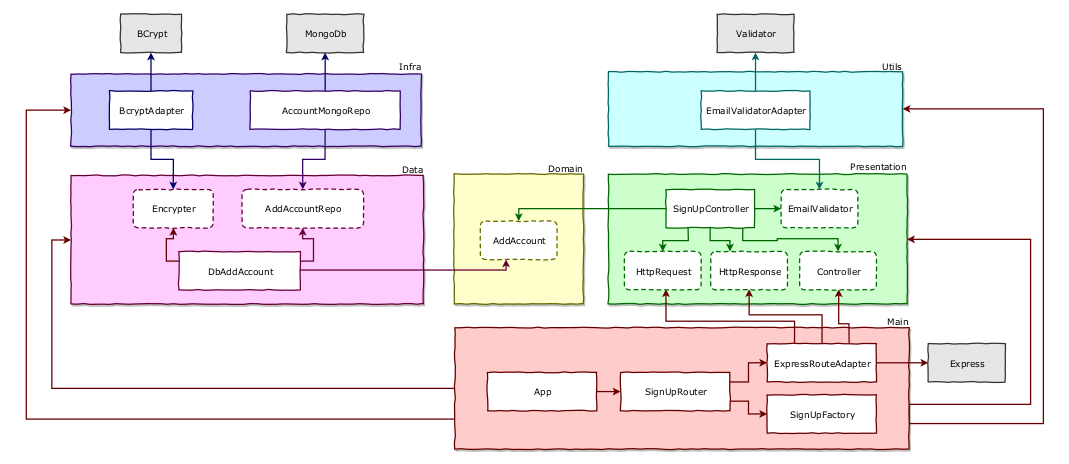 BCrypt
MongoDb
Validator
Infra
Utils
BcryptAdapter
AccountMongoRepo
EmailValidatorAdapter
Data
Domain
Presentation
Encrypter
AddAccountRepo
AddAccount
SignUpController
EmailValidator
DbAddAccount
HttpRequest
HttpResponse
Controller
Main
ExpressRouteAdapter
Express
App
SignUpRouter
SignUpFactory